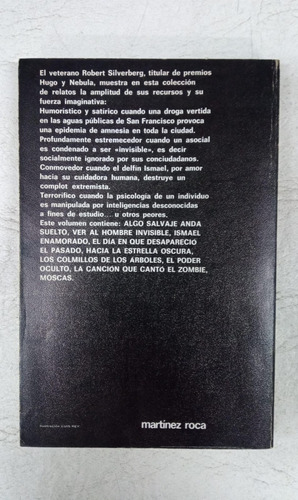 El veterano Robert Silverberg, titular de premios
Hugo y Nebula, muestra en esta colección
de relatos la amplitud de sus recursos y su
fuerza imaginativa:
Humorístico y satírico cuando una droga vertida
en las aguas públicas de San Francisco provoca
una epidemia de amnesia en toda la ciudad.
Profundamente estremecedor cuando un asocial
es condenado a ser «invisible», es decir
socialmente ignorado por sus conciudadanos.
Conmovedor cuando el delfín Ismael, por amor
hacia su cuidadora humana, destruye un
complot extremista.
Terrorífico cuando la psicología de un individuo
es manipulada por inteligencias desconocidas
a fines de estudio... u otros peores.
Este volumen contiene: ALGO SALVAJE ANDA
SUELTO, VER AL HOMBRE INVISIBLE, ISMAEL
ENAMORADO, EL DIA EN QUE DESAPARECIO
EL PASADO, HACIA LA ESTRELLA OSCURA,
LOS COLMILLOS DE LOS ÁRBOLES, EL PODER
OCULTO, LA CANCION QUE CANTO EL ZOMBIE,
MOSCAS.
martínez roca